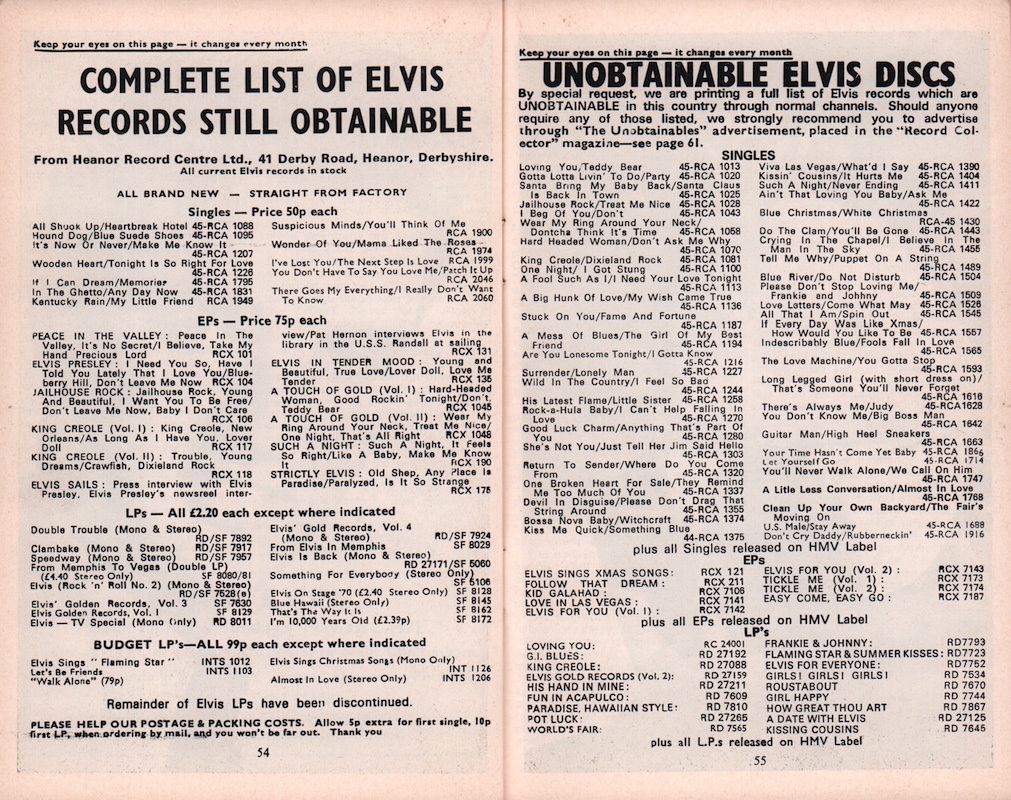 Keep your eyes on this page — it changes every month
COMPLETE LIST OF ELVIS
RECORDS STILL OBTAINABLE
From Heanor Record Centre Ltd., 41 Derby Road, Heanor, Derbyshire.
All current Elvis records in stock
ALL BRAND NEW — STRAIGHT FROM FACTORY
Singles — Price 50p each
All Shook Up/Heartbreak Hotel 45-RCA 1088
Hound Dog/Blue Suede Shoes 45-RCA 1095
It's Now Or Never/Make Me Know It
45-RCA 1207
Wooden Heart/Tonight Is So Right For Love
45-RCA 1226
If I Can Dream/Memories 45-RCA 1795
In The Ghetto/Any Day Now 45-RCA 1831
Kentucky Rain/My Little Friend RCA 1949
Suspicious Minds/You'll Think Of Me
RCA 1900
Wonder Of You/Mama Liked The Roses
RCA 1974
I've Lost You/The Next Step Is Love RCA 1999
You Don't Have To Say You Love Me/Patch It Up
RCA 2046
There Goes My Everything/I Really Don't Want
To Know RCA 2060
EPs — Price 75p each
PEACE IN THE VALLEY : Peace In The
Valley, It's No Secret/I Believe, Take My
Hand Precious Lord RCX 101
ELVIS PRESLEY : I Need You So, Have I
Told You Lately That I Love You/Blue-
berry Hill, Don't Leave Me Now RCX 104
JAILHOUSE ROCK : Jailhouse Rock, Young
And Beautiful, I Want You To Be Free/
Don't Leave Me Now, Baby I Don't Care
RCX 106
KING CREOLE (Vol. I) : King Creole, New
Orleans/As Long As I Have You, Lover
Doll RCX 117
KING CREOLE (Vol. II) : Trouble, Young
Dreams/Crawfish, Dixieland Rock
RCX 118
ELVIS SAILS : Press interview with Elvis
Presley, Elvis Presley's newsreel inter-
view/Pat Hernon interviews Elvis in the
library in the U.S.S. Randall at sailing
RCX 131
ELVIS IN TENDER MOOD : Young and
Beautiful, True Love/Lover Doll, Love Me
Tender RCX 135
A TOUCH OF GOLD (Vol. I) : Hard-Headed
Woman, Good Rockin' Tonight/Don't,
Teddy Bear RCX 1045
A TOUCH OF GOLD (Vol. II) : Wear My
Ring Around Your Neck, Treat Me Nice/
One Night, That's All Right RCX 1048
SUCH A NIGHT : Such A Night, It Feels
So Right/Like A Baby, Make Me Know
It RCX 190
STRICTLY ELVIS : Old Shep, Any Place Is
Paradise/Paralyzed, Is It So Strange
RCX 175
LPs — All £2.20 each except where indicated
Double Trouble (Mono & Stereo)
RD/SF 7892
Clambake (Mono & Stereo) RD/SF 7917
Speedway (Mono & Stereo) RD/SF 7957
From Memphis To Vegas (Double LP)
(£4.40 Stereo Only) SF 8080/81
Elvis (Rock 'n' Roll No. 2) (Mono & Stereo)
RD/SF 7528(e)
Elvis' Golden Records, Vol. 3 SF 7630
Elvis Golden Records, Vol. I SF 8129
Elvis — TV Special (Mono Only) RD 8011
Elvis' Gold Records, Vol. 4
(Mono & Stereo) RD/SF 7924
From Elvis In Memphis SF 8029
Elvis Is Back (Mono & Stereo)
RD 27171/SF 5060
Something For Everybody (Stereo Only)
SF 5106
Elvis On Stage '70 (£2.40 Stereo Only) SF 8128
Blue Hawaii (Stereo Only) SF 8145
That's The Way It Is SF 8162
I'm 10,000 Years Old (£2.39p) SF 8172
BUDGET LP's—ALL 99p each except where indicated
Elvis Sings " Flaming Star " INTS 1012
Let's Be Friends INTS 1103
"Walk Alone" (79p)
Elvis Sings Christmas Songs (Mono Only)
INT 1126
Almost In Love (Stereo Only) INTS 1206
Remainder of Elvis LPs have been discontinued.
PLEASE HELP OUR POSTAGE & PACKING COSTS. Allow 5p extra for first single, 10p
first LP, when ordering by mail, and you won't be far out. Thank you
54
Keep your eyes on this page — it changes every month
UNOBTAINABLE ELVIS DISCS
By special request, we are printing a full list of Elvis records which are
UNOBTAINABLE in this country through normal channels. Should anyone
require any of those listed, we strongly recommend you to advertise
through "The Unobtainables" advertisement, placed in the "Record Col-
ector" magazine—see page 61.
SINGLES
Loving You/Teddy Bear 45-RCA 1013
Gotta Lotta Livin' To Do/Party 45-RCA 1020
Santa Bring My Baby Back/Santa Claus
Is Back In Town 45-RCA 1025
Jailhouse Rock/Treat Me Nice 45-RCA 1028
I Beg Of You/Don't 45-RCA 1043
Wear My Ring Around Your Neck/
Dontcha Think It's Time 45-RCA 1058
Hard Headed Woman/Don't Ask Me Why
45-RCA 1070
King Creole/Dixieland Rock 45-RCA 1081
One Night/ I Got Stung 45-RCA 1100
A Fool Such As I/I Need Your Love Tonight
45-RCA 1113
A Big Hunk Of Love/My Wish Came True
45-RCA 1136
Stuck On You/Fame And Fortune
45-RCA 1187
A Mess Of Blues/The Girl Of My Best
Friend 45-RCA 1194
Are You Lonesome Tonight/I Gotta Know
45-RCA 1216
Surrender/Lonely Man 45-RCA 1227
Wild In The Country/I Feel So Bad
45-RCA 1244
His Latest Flame/Little Sister 45-RCA 1258
Rock-a-Hula Baby/I Can't Help Falling In
Love 45-RCA 1270
Good Luck Charm/Anything That's Part Of
You 45-RCA 1280
She's Not You/Just Tell Her Jim Said Hello
45-RCA 1303
Return To Sender/Where Do You Come
From 45-RCA 1320
One Broken Heart For Sale/They Remind
Me Too Much Of You 45-RCA 1337
Devil In Disguise/Please Don't Drag That
String Around 45-RCA 1355
Bossa Nova Baby/Witchcraft 45-RCA 1374
Kiss Me Quick/Something Blue
44-RCA 1375
Viva Las Vegas/What'd I Say 45-RCA 1390
Kissin' Cousins/It Hurts Me 45-RCA 1404
Such A Night/Never Ending 45-RCA 1411
Ain't That Loving You Baby/Ask Me
45-RCA 1422
Blue Christmas/White Christmas
RCA-45 1430
Do The Clam/You'll Be Gone 45-RCA 1443
Crying In The Chapel/I Believe In The
Man In The Sky 45-RCA 1455
Tell Me Why/Puppet On A String
45-RCA 1489
Blue River/Do Not Disturb 45-RCA 1504
Please Don't Stop Loving Me/
Frankie and Johhny 45-RCA 1509
Love Latters/Come What May 45-RCA 1526
All That I Am/Spin Out 45-RCA 1545
If Every Day Was Like Xmas/
How Would You Like To Be 45-RCA 1557
Indescribably Blue/Fools Fall In Love
45-RCA 1565
The Love Machine/You Gotta Stop
45-RCA 1593
Long Legged Girl (with short dress on)/
That's Someone You'll Never Forget
45-RCA 1616
There's Always Me/Judy 45-RCA1628
You Don't Know Me/Big Boss Man
45-RCA 1642
Guitar Man/High Heel Sneakers
45-RCA 1663
Your Time Hasn't Come Yet Baby 45-RCA
Let Yourself Go 45-RCA 1714
You'll Never Walk Alone/We Call On Him
45-RCA 1747
A Litle Less Conversation/Almost In Love
45-RCA 1768
Clean Up Your Own Backyard/The Fair's
Moving On
U.S. Male/Stay Away 45-RCA 1688
Don't Cry Daddy/Rubberneckin' 45-RCA 1916
plus all Singles released on HMV Label
EPs
ELVIS SINGS XMAS SONGS: RCX 121
FOLLOW THAT DREAM : RCX 211
KID GALAHAD : RCX 7106
LOVE IN LAS VEGAS : RCX 7141
ELVIS FOR YOU (Vol. I) : RCX 7142
ELVIS FOR YOU (Vol. 2) : RCX 7143
TICKLE ME (Vol. 1) : RCX 7173
TICKLE ME (Vol. 2) : RCX 7174
EASY COME, EASY GO : RCX 7187
plus all EPs released on HMV Label
LP's
LOVING YOU: RC 24001
G.I. BLUES: RD 27192
KING CREOLE: RD 27088
ELVIS GOLD RECORDS (Vol. 2): RD 27159
HIS HAND IN MINE: RD 27211
FUN IN ACAPULCO: RD 7609
PARADISE, HAWAIIAN STYLE: RD 7810
POT LUCK: RD 27265
WORLD'S FAIR: RD 7565
FRANKIE & JOHNNY: RD7793
FLAMING STAR & SUMMER KISSES: RD7723
ELVIS FOR EVERYONE: RD7752
GIRLS! GIRLS! GIRLS! RD 7534
ROUSTABOUT RD 7670
GIRL HAPPY RD 7744
HOW GREAT THOU ART RD 7867
A DATE WITH ELVIS RD 27125
KISSING COUSINS RD 7645
plus all L.P.s released on HMV Label
55